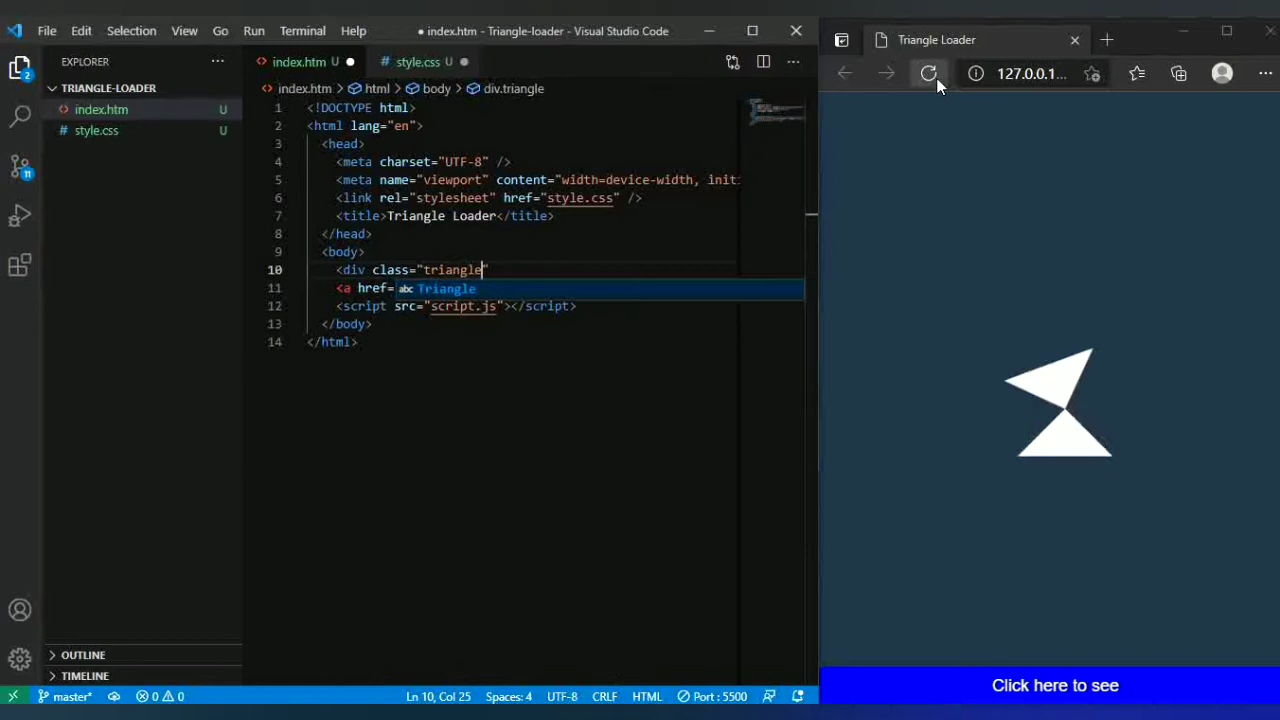 File Edit Selection View Go Run Terminal Help
● index.htm - Triangle-loader - Visual Studio Code
Triangle Loader
EXPLORER
index.htm U
style.css U
127.0.0.1...
TRIANGLE-LOADER
index.htm U
style.css U
2
11
index.htm > html > body > div.triangle
1 <!DOCTYPE html>
2 <html lang="en">
3 <head>
4 <meta charset="UTF-8" />
5 <meta name="viewport" content="width=device-width, initi
6 <link rel="stylesheet" href="style.css" />
7 <title>Triangle Loader</title>
8 </head>
9 <body>
10 <div class="triangle"
11 <a href=
abc Triangle
12 <script src="script.js"></script>
13 </body>
14 </html>
OUTLINE
TIMELINE
Click here to see
master* 0 0 Ln 10, Col 25 Spaces: 4 UTF-8 CRLF HTML Port : 5500